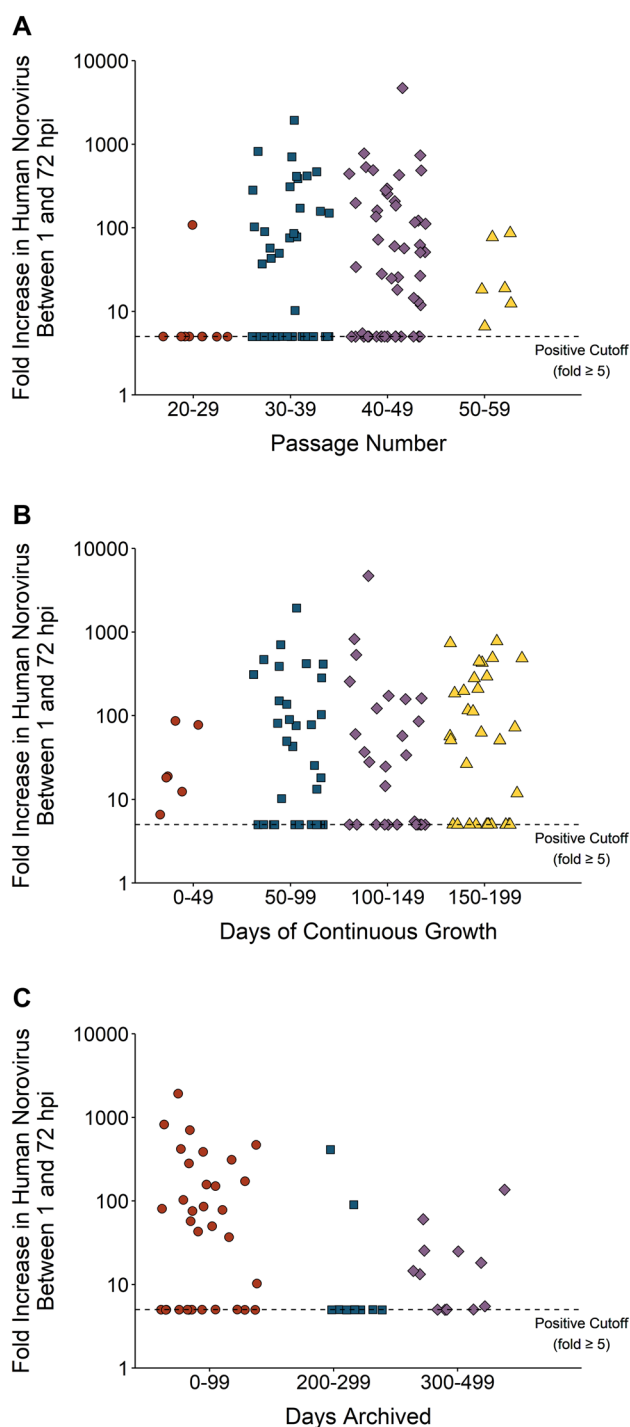 A
Fold Increase in Human Norovirus
Between 1 and 72 hpi
10000
1000
100
10
1
Positive Cutoff
(fold ≥ 5)
20-29
30-39
40-49
50-59
Passage Number
B
Fold Increase in Human Norovirus
Between 1 and 72 hpi
10000
1000
100
10
1
Positive Cutoff
(fold ≥ 5)
0-49
50-99
100-149
150-199
Days of Continuous Growth
C
Fold Increase in Human Norovirus
Between 1 and 72 hpi
10000
1000
100
10
1
Positive Cutoff
(fold ≥ 5)
0-99
200-299
300-499
Days Archived